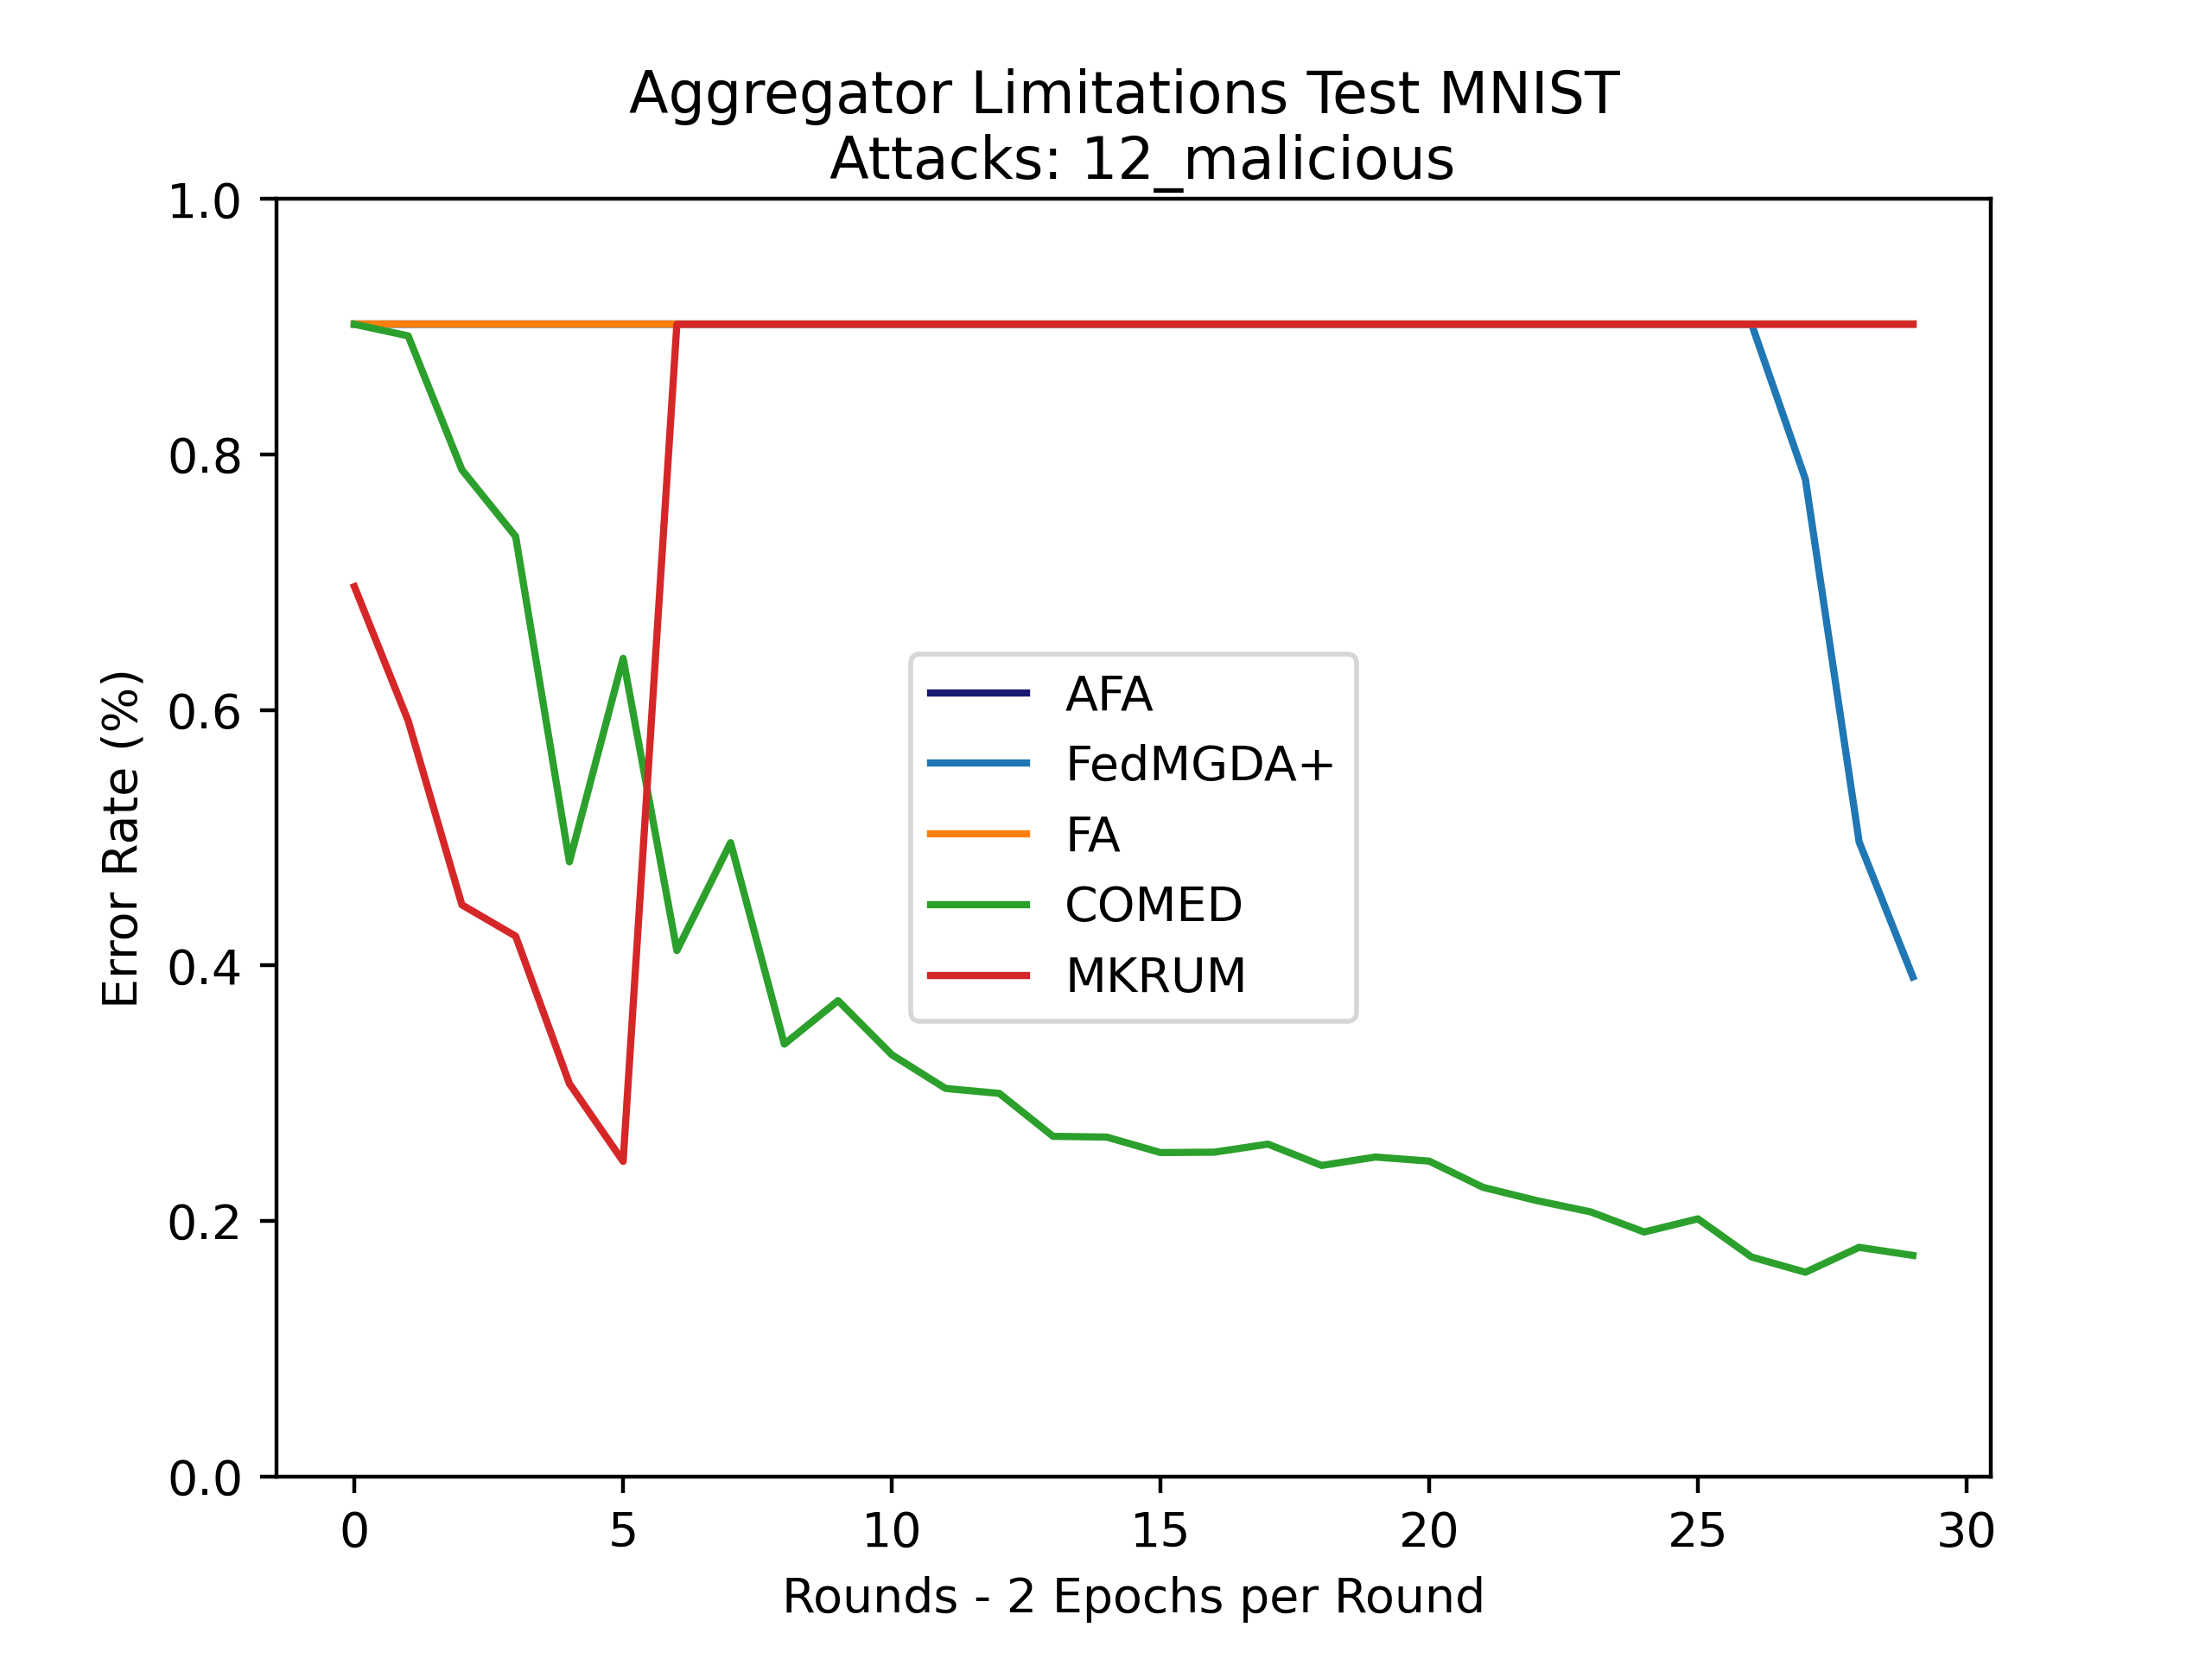 Aggregator Limitations Test MNIST
Attacks: 12_malicious
1.0
0.8
0.6
0.4
0.2
0.0
Error Rate (%)
AFA
FedMGDA+
FA
COMED
MKRUM
0 5 10 15 20 25 30
Rounds - 2 Epochs per Round